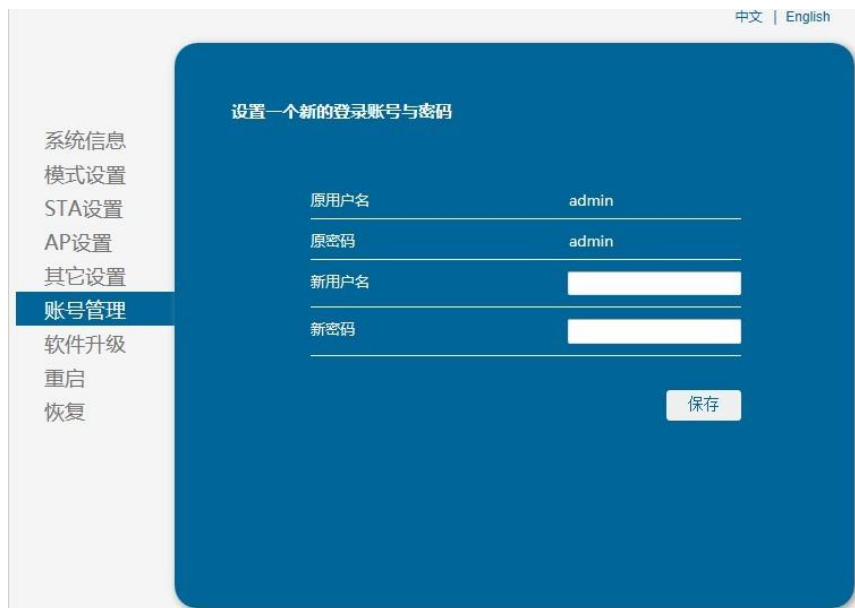 中文 | English
设置一个新的登录账号与密码
系统信息
模式设置
STA设置
AP设置
其它设置
账号管理
软件升级
重启
恢复
原用户名 admin
原密码 admin
新用户名
新密码
保存